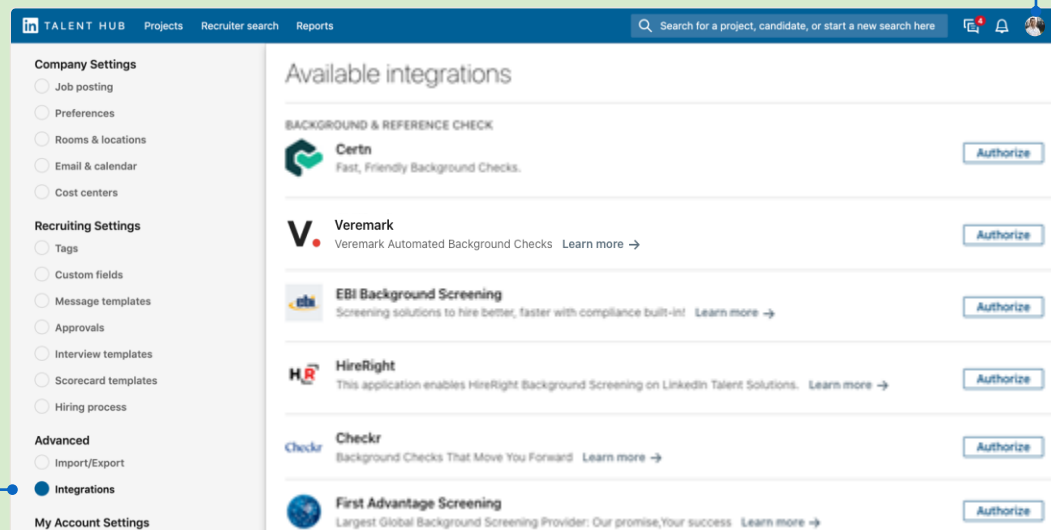 in TALENT HUB Projects Recruiter search Reports Search for a project, candidate, or start a new search here 4
Company Settings
Job posting
Preferences
Rooms & locations
Email & calendar
Cost centers
Recruiting Settings
Tags
Custom fields
Message templates
Approvals
Interview templates
Scorecard templates
Hiring process
Advanced
Import/Export
Integrations
My Account Settings
Available integrations
BACKGROUND & REFERENCE CHECK
Certn
Fast, Friendly Background Checks.
Authorize
V. Veremark
Veremark Automated Background Checks Learn more →
Authorize
ebi EBI Background Screening
Screening solutions to hire better, faster with compliance built-in! Learn more →
Authorize
HR HireRight
This application enables HireRight Background Screening on LinkedIn Talent Solutions. Learn more →
Authorize
Checkr Checkr
Background Checks That Move You Forward Learn more →
Authorize
First Advantage Screening
Largest Global Background Screening Provider: Our promise,Your success Learn more →
Authorize